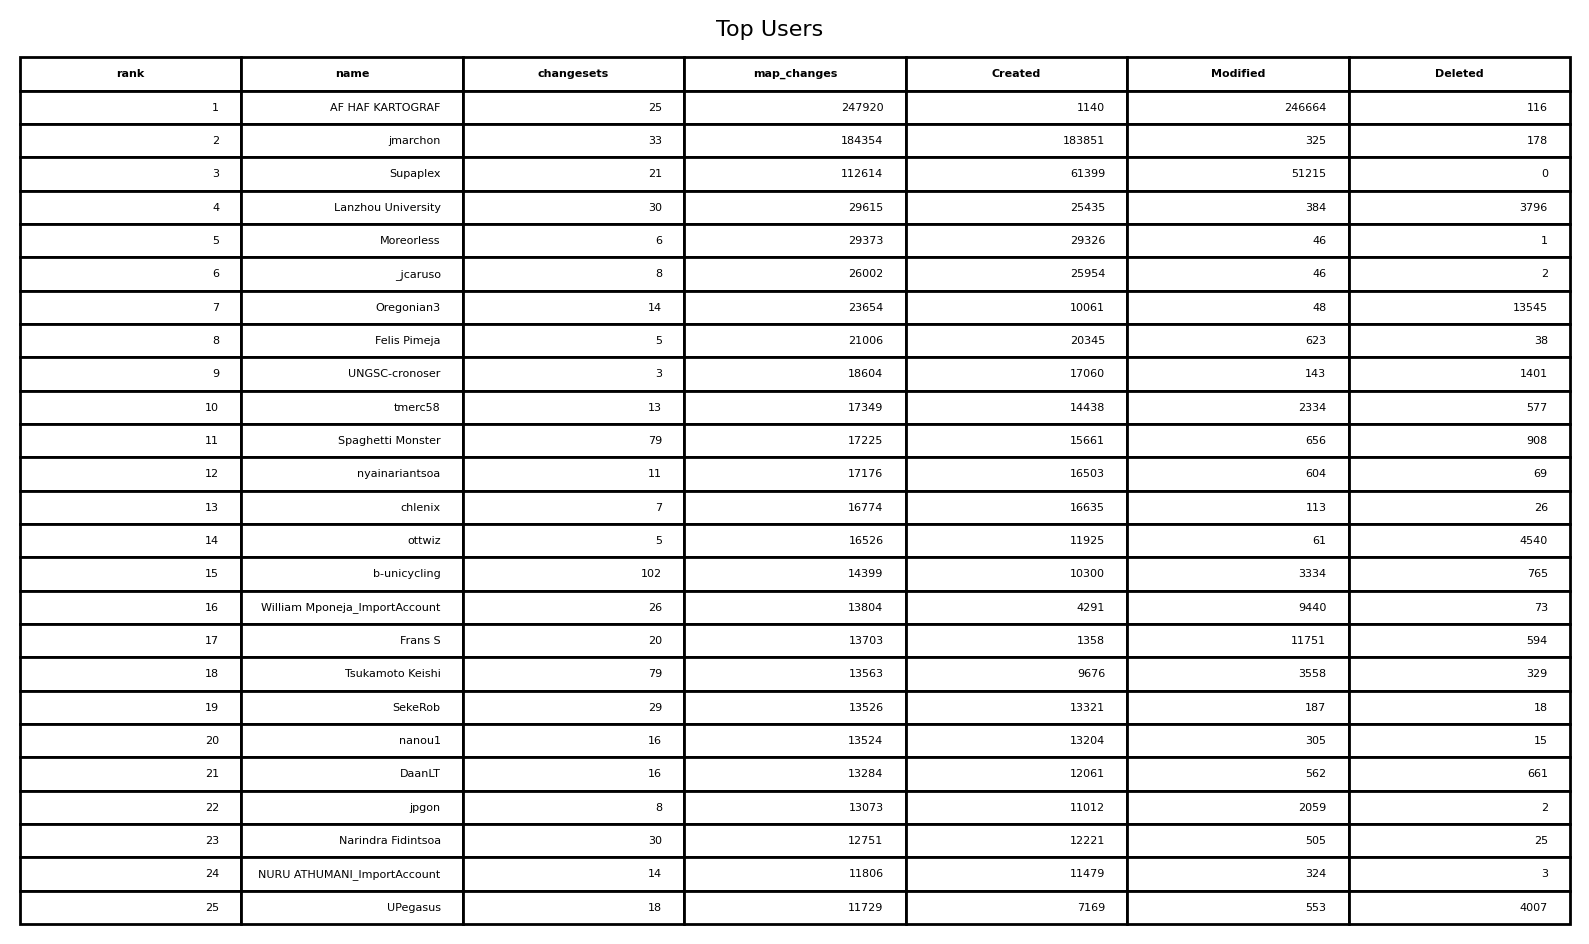 Top Users
rank name changesets map_changes Created Modified Deleted
1 AF HAF KARTOGRAF 25 247920 1140 246664 116
2 jmarchon 33 184354 183851 325 178
3 Supaplex 21 112614 61399 51215 0
4 Lanzhou University 30 29615 25435 384 3796
5 Moreorless 6 29373 29326 46 1
6 _jcaruso 8 26002 25954 46 2
7 Oregonian3 14 23654 10061 48 13545
8 Felis Pimeja 5 21006 20345 623 38
9 UNGSC-cronoser 3 18604 17060 143 1401
10 tmerc58 13 17349 14438 2334 577
11 Spaghetti Monster 79 17225 15661 656 908
12 nyainariantsoa 11 17176 16503 604 69
13 chlenix 7 16774 16635 113 26
14 ottwiz 5 16526 11925 61 4540
15 b-unicycling 102 14399 10300 3334 765
16 William Mponeja_ImportAccount 26 13804 4291 9440 73
17 Frans S 20 13703 1358 11751 594
18 Tsukamoto Keishi 79 13563 9676 3558 329
19 SekeRob 29 13526 13321 187 18
20 nanou1 16 13524 13204 305 15
21 DaanLT 16 13284 12061 562 661
22 jpgon 8 13073 11012 2059 2
23 Narindra Fidintsoa 30 12751 12221 505 25
24 NURU ATHUMANI_ImportAccount 14 11806 11479 324 3
25 UPegasus 18 11729 7169 553 4007